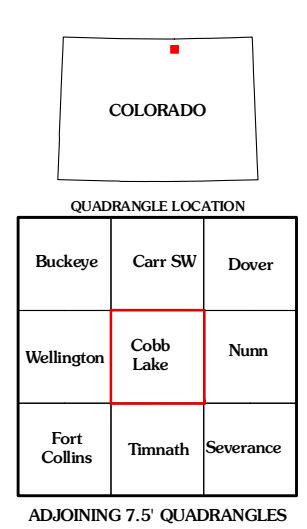 COLORADO
QUADRANGLE LOCATION
Buckeye
Carr SW
Dover
Wellington
Cobb
Lake
Nunn
Fort
Collins
Timnath
Severance
ADJOINING 7.5' QUADRANGLES